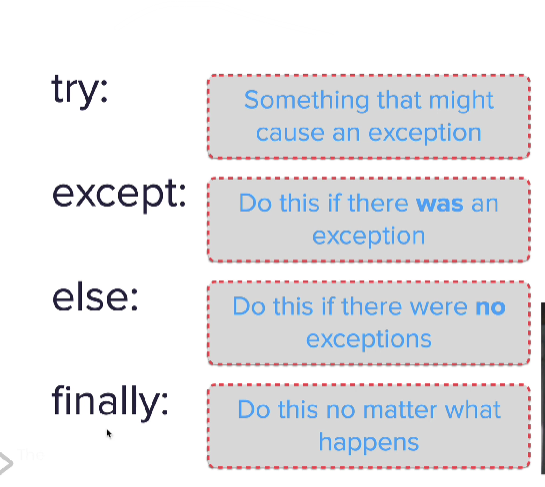 try:
Something that might
cause an exception
except:
Do this if there was an
exception
else:
Do this if there were no
exceptions
finally:
Do this no matter what
happens